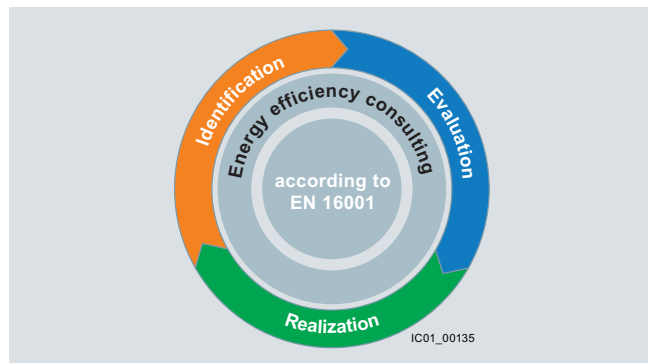 Identification
Evaluation
Energy efficiency consulting
according to
EN 16001
Realization
IC01_00135